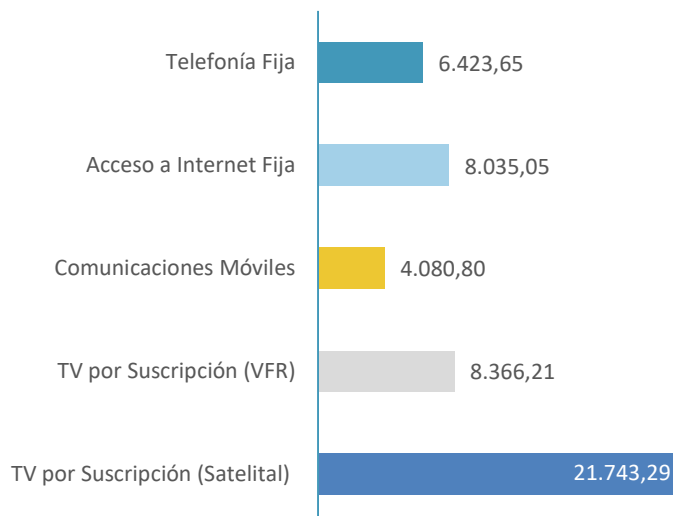 Telefonía Fija 6.423,65
Acceso a Internet Fija 8.035,05
Comunicaciones Móviles 4.080,80
TV por Suscripción (VFR) 8.366,21
TV por Suscripción (Satelital) 21.743,29